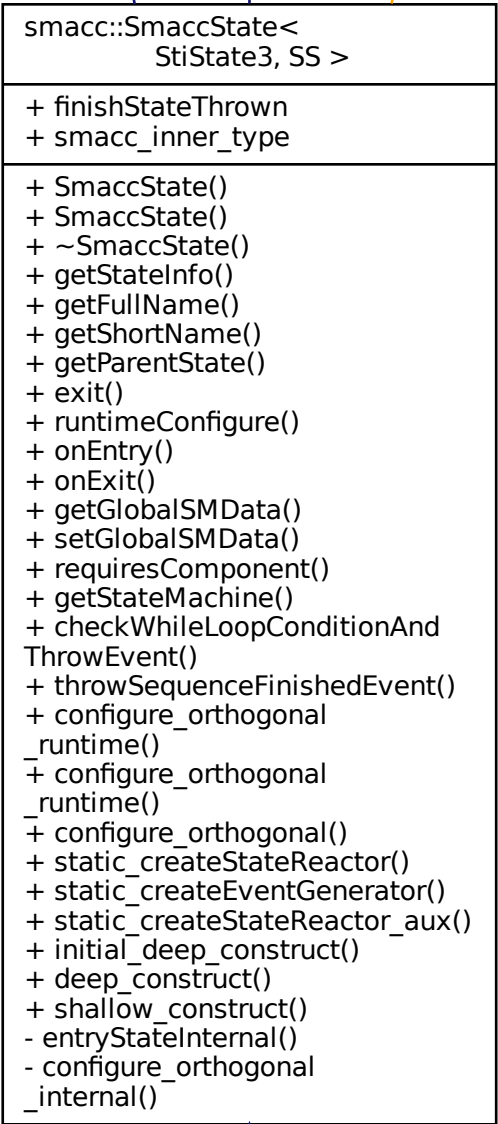 smacc::SmaccState<
StiState3, SS >
+ finishStateThrown
+ smacc_inner_type
+ SmaccState()
+ SmaccState()
+ ~SmaccState()
+ getStateInfo()
+ getFullName()
+ getShortName()
+ getParentState()
+ exit()
+ runtimeConfigure()
+ onEntry()
+ onExit()
+ getGlobalSMData()
+ setGlobalSMData()
+ requiresComponent()
+ getStateMachine()
+ checkWhileLoopConditionAnd
ThrowEvent()
+ throwSequenceFinishedEvent()
+ configure_orthogonal
_runtime()
+ configure_orthogonal
_runtime()
+ configure_orthogonal()
+ static_createStateReactor()
+ static_createEventGenerator()
+ static_createStateReactor_aux()
+ initial_deep_construct()
+ deep_construct()
+ shallow_construct()
- entryStateInternal()
- configure_orthogonal
_internal()